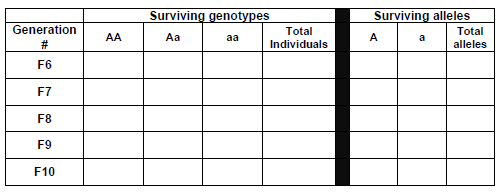 Surviving genotypes Surviving alleles
Generation # AA Aa aa Total Individuals A a Total alleles
F6
F7
F8
F9
F10